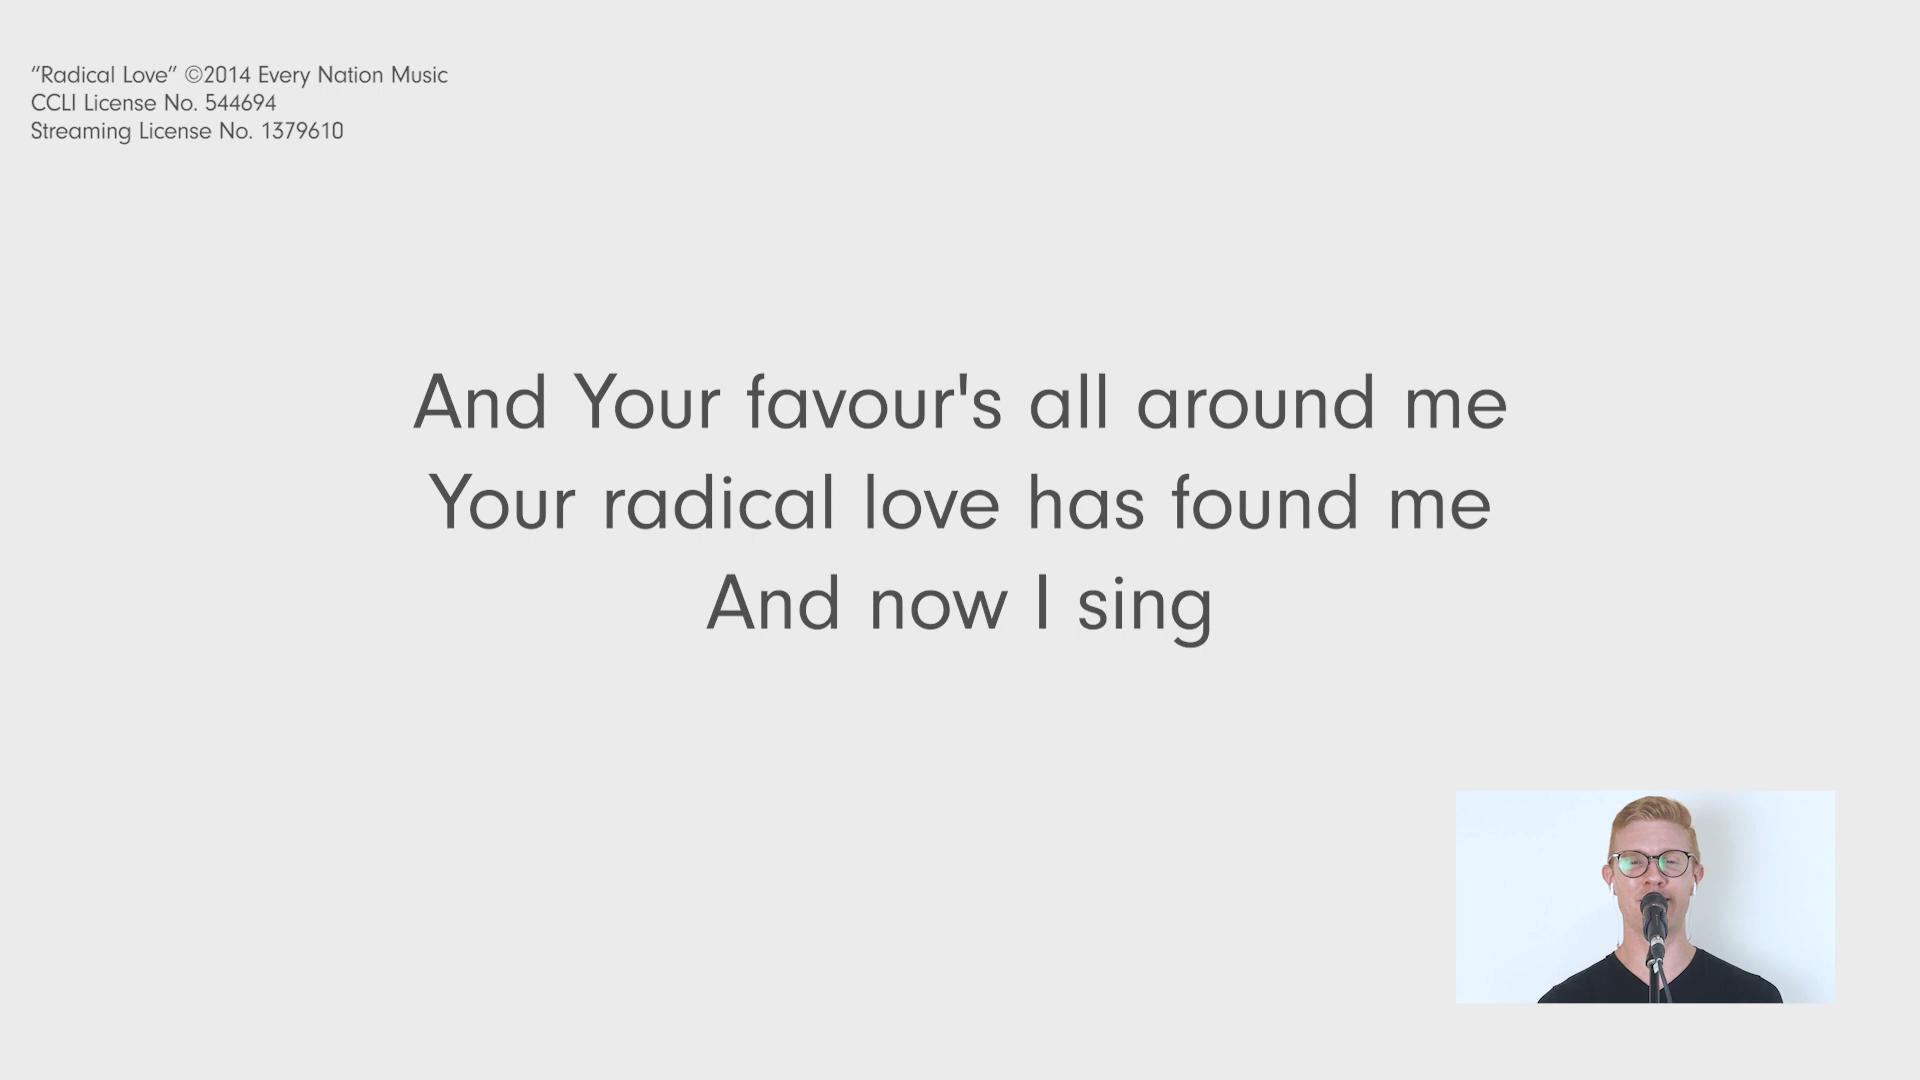 “Radical Love” ©2014 Every Nation Music
CCLI License No. 544694
Streaming License No. 1379610
And Your favour's all around me
Your radical love has found me
And now I sing